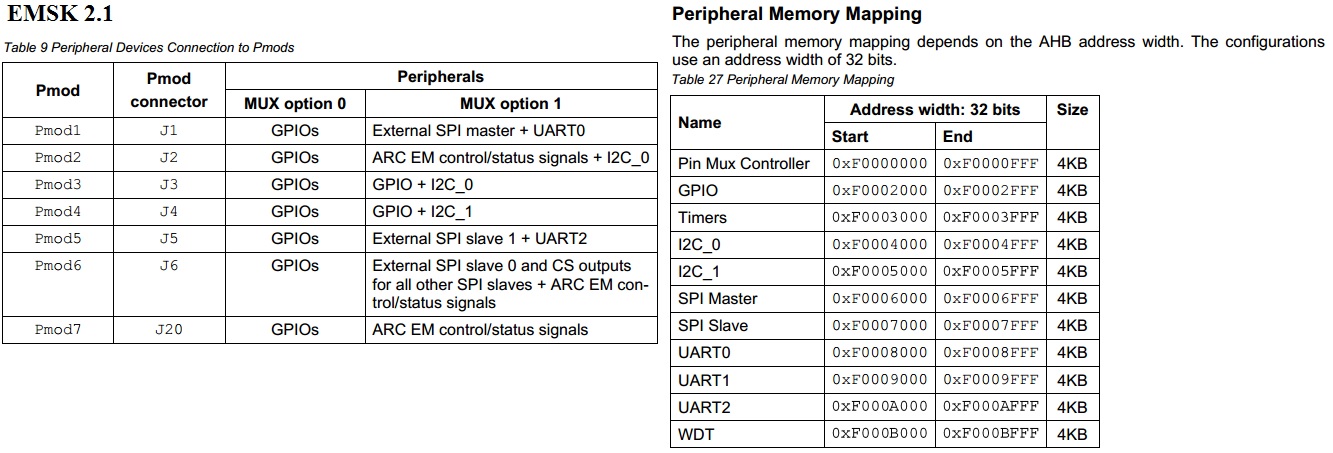 EMSK 2.1
Table 9 Peripheral Devices Connection to Pmods
Pmod Pmod connector Peripherals
MUX option 0 MUX option 1
Pmod1 J1 GPIOs External SPI master + UART0
Pmod2 J2 GPIOs ARC EM control/status signals + I2C_0
Pmod3 J3 GPIOs GPIO + I2C_0
Pmod4 J4 GPIOs GPIO + I2C_1
Pmod5 J5 GPIOs External SPI slave 1 + UART2
Pmod6 J6 GPIOs External SPI slave 0 and CS outputs
for all other SPI slaves + ARC EM con-
trol/status signals
Pmod7 J20 GPIOs ARC EM control/status signals
Peripheral Memory Mapping
The peripheral memory mapping depends on the AHB address width. The configurations
use an address width of 32 bits.
Table 27 Peripheral Memory Mapping
Name Address width: 32 bits Size
Start End
Pin Mux Controller 0xF0000000 0xF0000FFF 4KB
GPIO 0xF0002000 0xF0002FFF 4KB
Timers 0xF0003000 0xF0003FFF 4KB
I2C_0 0xF0004000 0xF0004FFF 4KB
I2C_1 0xF0005000 0xF0005FFF 4KB
SPI Master 0xF0006000 0xF0006FFF 4KB
SPI Slave 0xF0007000 0xF0007FFF 4KB
UART0 0xF0008000 0xF0008FFF 4KB
UART1 0xF0009000 0xF0009FFF 4KB
UART2 0xF000A000 0xF000AFFF 4KB
WDT 0xF000B000 0xF000BFFF 4KB